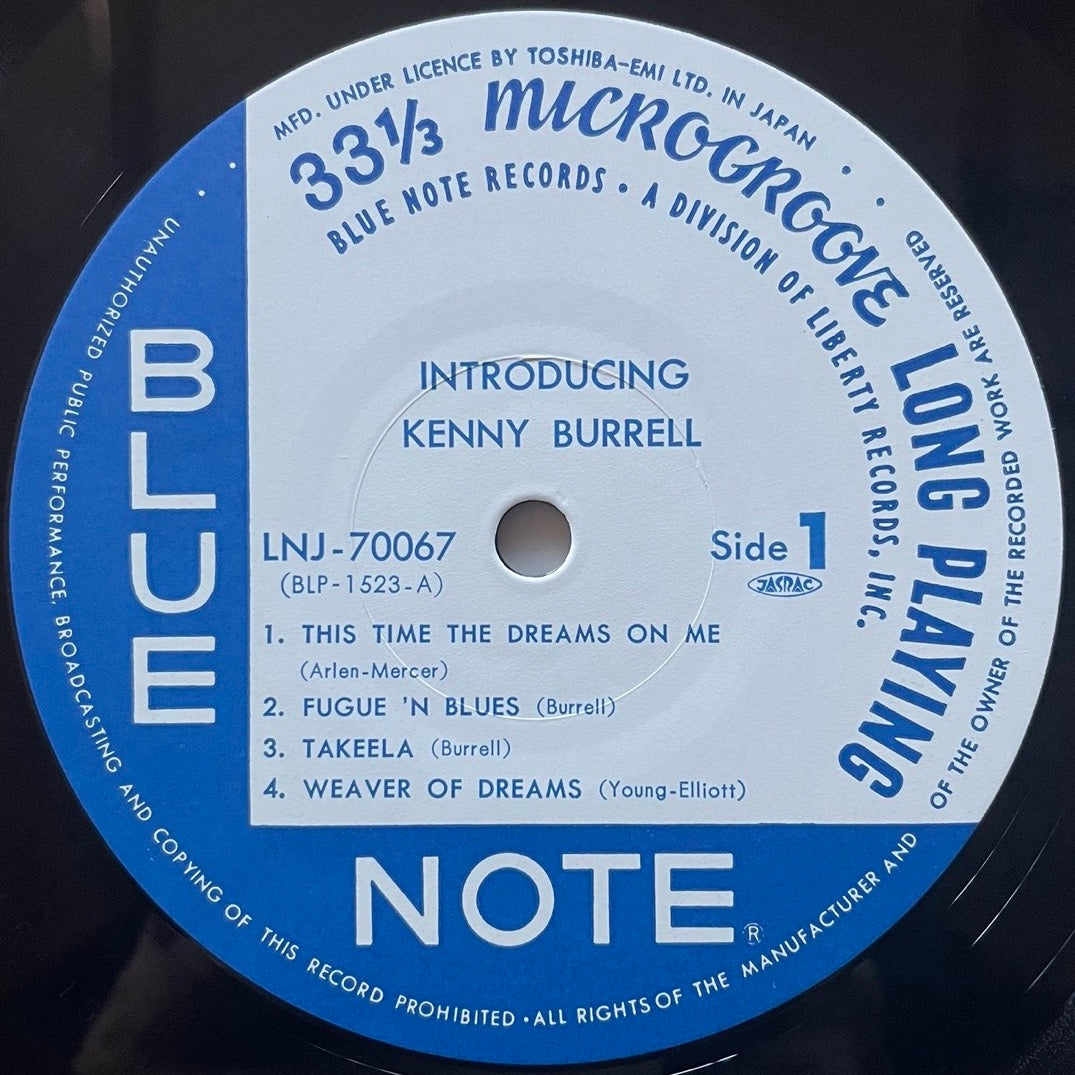 MFD. UNDER LICENCE BY TOSHIBA-EMI LTD. IN JAPAN
33⅓ MICROGROOVE LONG PLAYING
BLUE NOTE RECORDS • A DIVISION OF LIBERTY RECORDS, INC.
INTRODUCING
KENNY BURRELL
LNJ-70067
(BLP-1523-A)
Side 1
JASRAC
1. THIS TIME THE DREAMS ON ME
(Arlen-Mercer)
2. FUGUE 'N BLUES (Burrell)
3. TAKEELA (Burrell)
4. WEAVER OF DREAMS (Young-Elliott)
BLUE
NOTE ®
UNAUTHORIZED PUBLIC PERFORMANCE, BROADCASTING AND COPYING OF THIS RECORD PROHIBITED • ALL RIGHTS OF THE MANUFACTURER AND OF THE OWNER OF THE RECORDED WORK ARE RESERVED